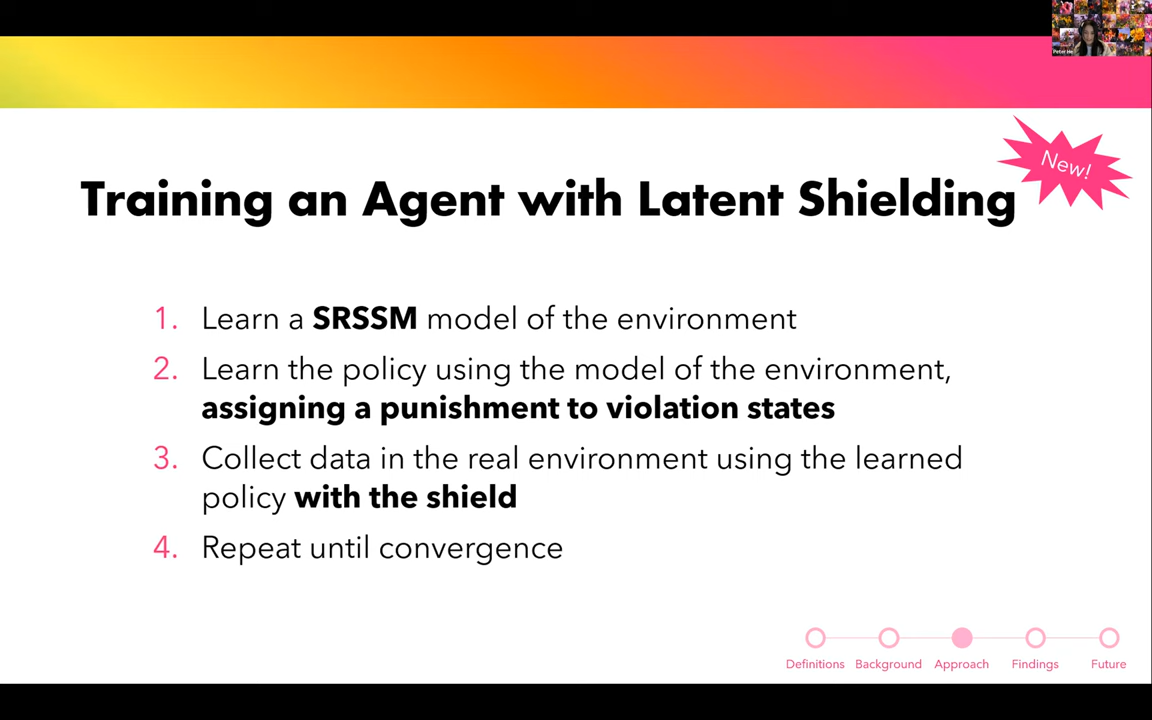 Peter He
New!
Training an Agent with Latent Shielding
1. Learn a SRSSM model of the environment
2. Learn the policy using the model of the environment,
assigning a punishment to violation states
3. Collect data in the real environment using the learned
policy with the shield
4. Repeat until convergence
Definitions Background Approach Findings Future